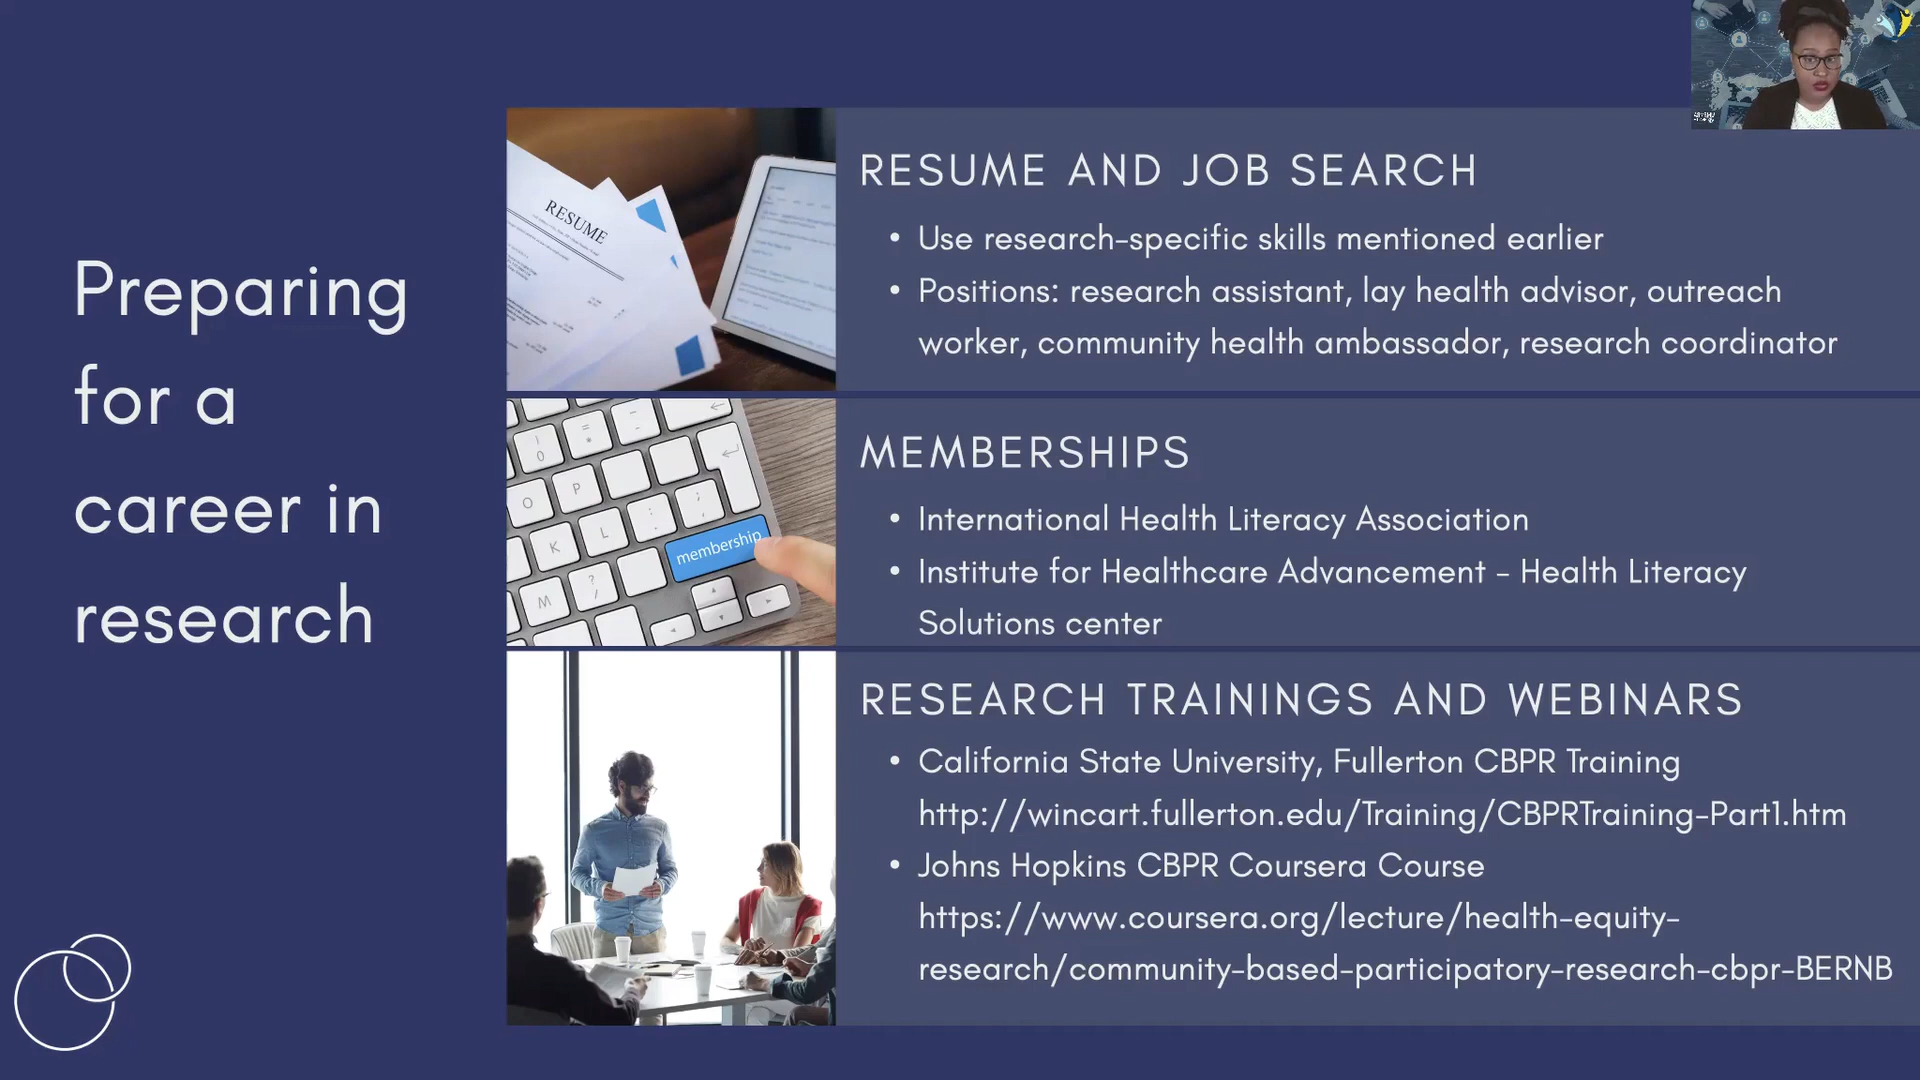 Preparing
for a
career in
research
RESUME
RESUME AND JOB SEARCH
• Use research-specific skills mentioned earlier
• Positions: research assistant, lay health advisor, outreach
worker, community health ambassador, research coordinator
membership
MEMBERSHIPS
• International Health Literacy Association
• Institute for Healthcare Advancement - Health Literacy
Solutions center
RESEARCH TRAININGS AND WEBINARS
• California State University, Fullerton CBPR Training
http://wincart.fullerton.edu/Training/CBPRTraining-Part1.htm
• Johns Hopkins CBPR Coursera Course
https://www.coursera.org/lecture/health-equity-
research/community-based-participatory-research-cbpr-BERNB